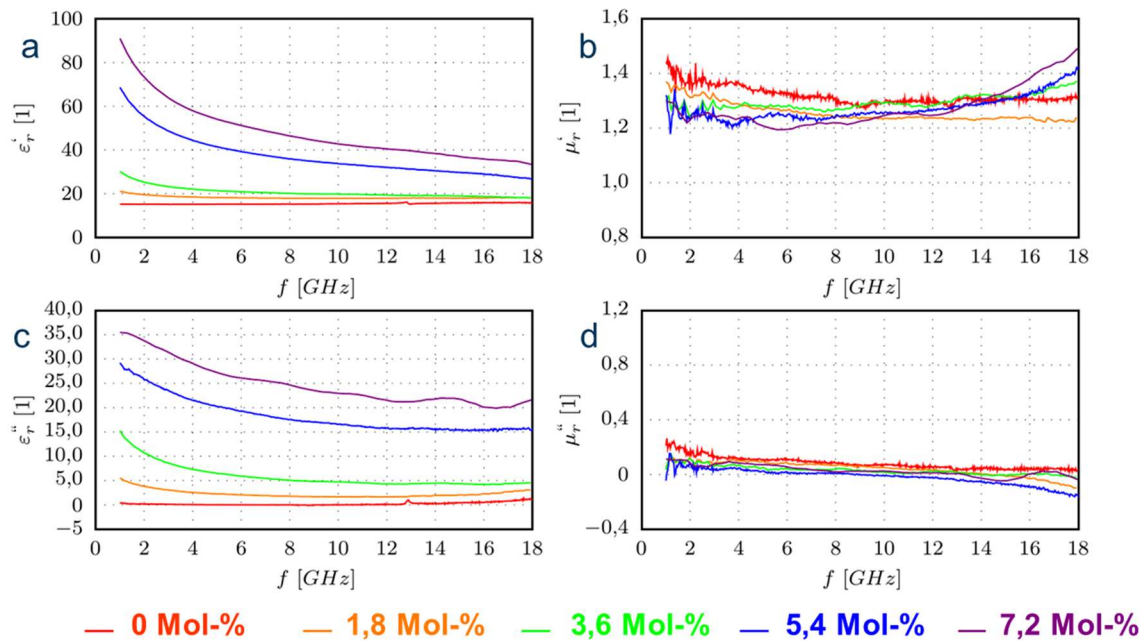 a
100
80
60
40
20
0
ε‘r [1]
0 2 4 6 8 10 12 14 16 18
f [GHz]
b
1,6
1,4
1,2
1,0
0,8
μ‘r [1]
0 2 4 6 8 10 12 14 16 18
f [GHz]
c
40,0
35,0
30,0
25,0
20,0
15,0
10,0
5,0
0
−5
ε“r [1]
0 2 4 6 8 10 12 14 16 18
f [GHz]
d
1,2
0,8
0,4
0
−0,4
μ“r [1]
0 2 4 6 8 10 12 14 16 18
f [GHz]
0 Mol-% 1,8 Mol-% 3,6 Mol-% 5,4 Mol-% 7,2 Mol-%